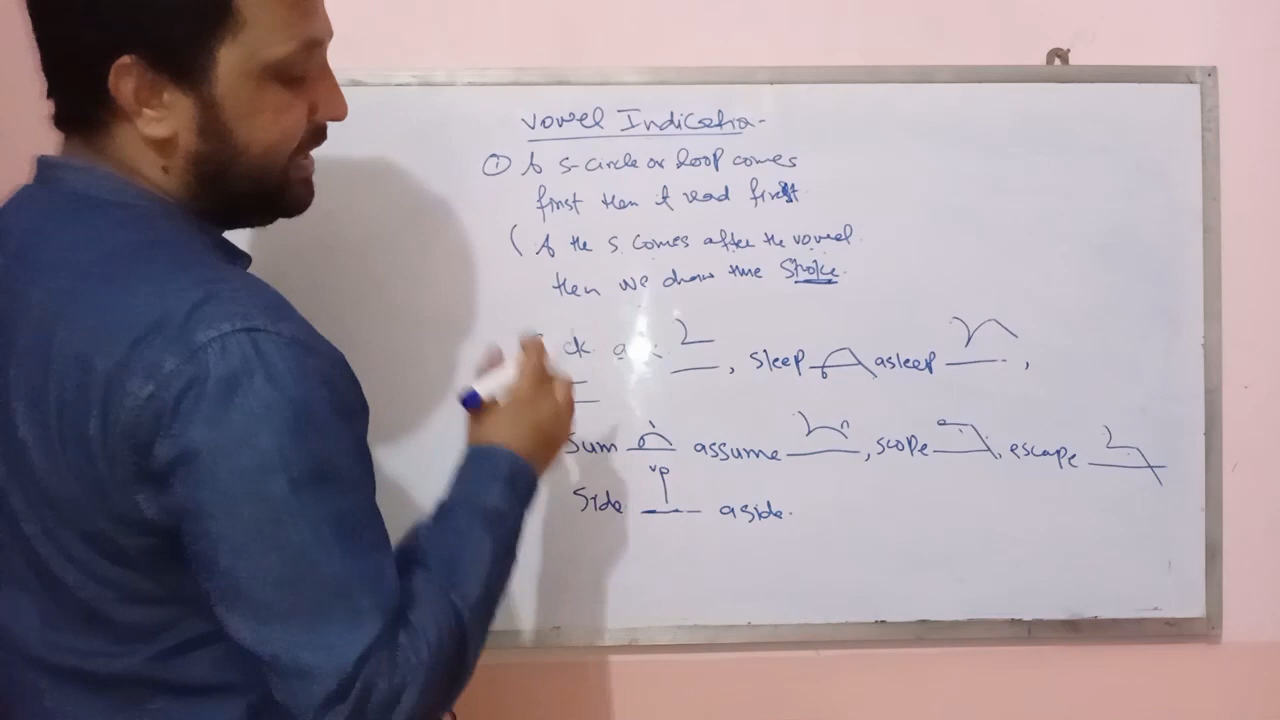 Vowel Indication
① If s-circle or loop comes
first then it read first
( If the s comes after the vowel
then we draw the Stroke.
ck , sleep asleep ,
Sum assume , scope , escape
Side aside.